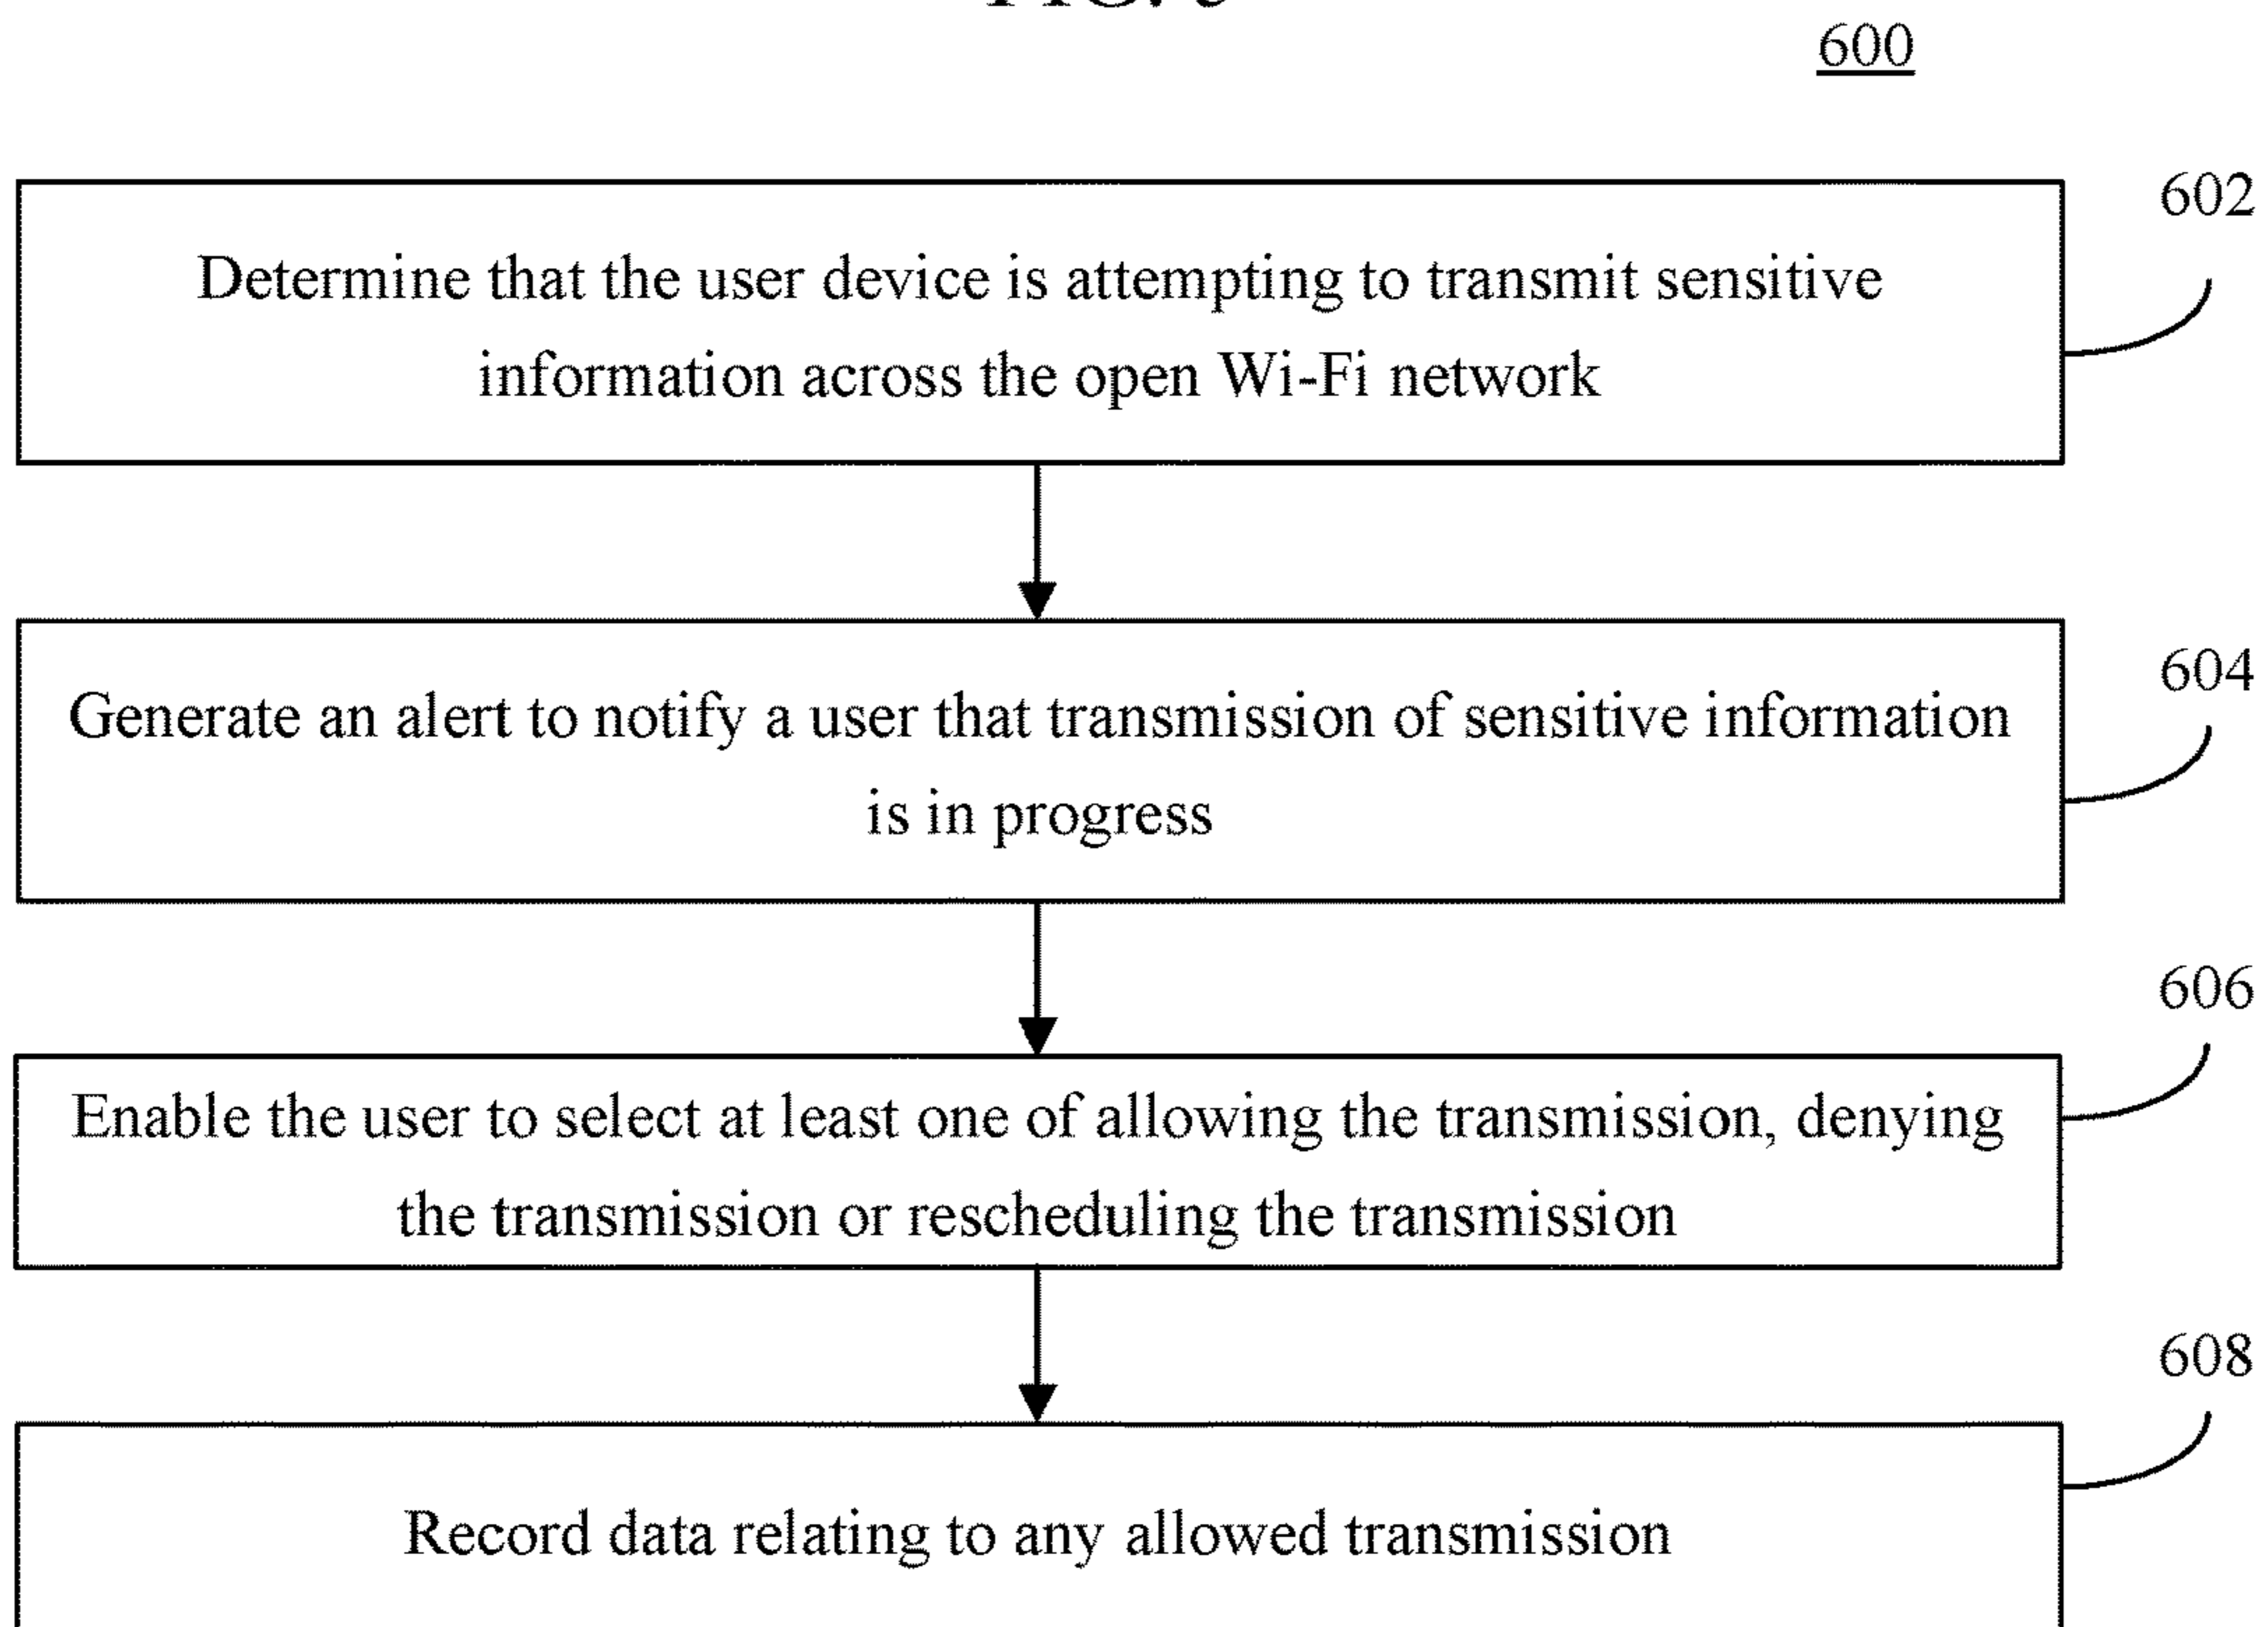 600
602
Determine that the user device is attempting to transmit sensitive
information across the open Wi-Fi network
604
Generate an alert to notify a user that transmission of sensitive information
is in progress
606
Enable the user to select at least one of allowing the transmission, denying
the transmission or rescheduling the transmission
608
Record data relating to any allowed transmission